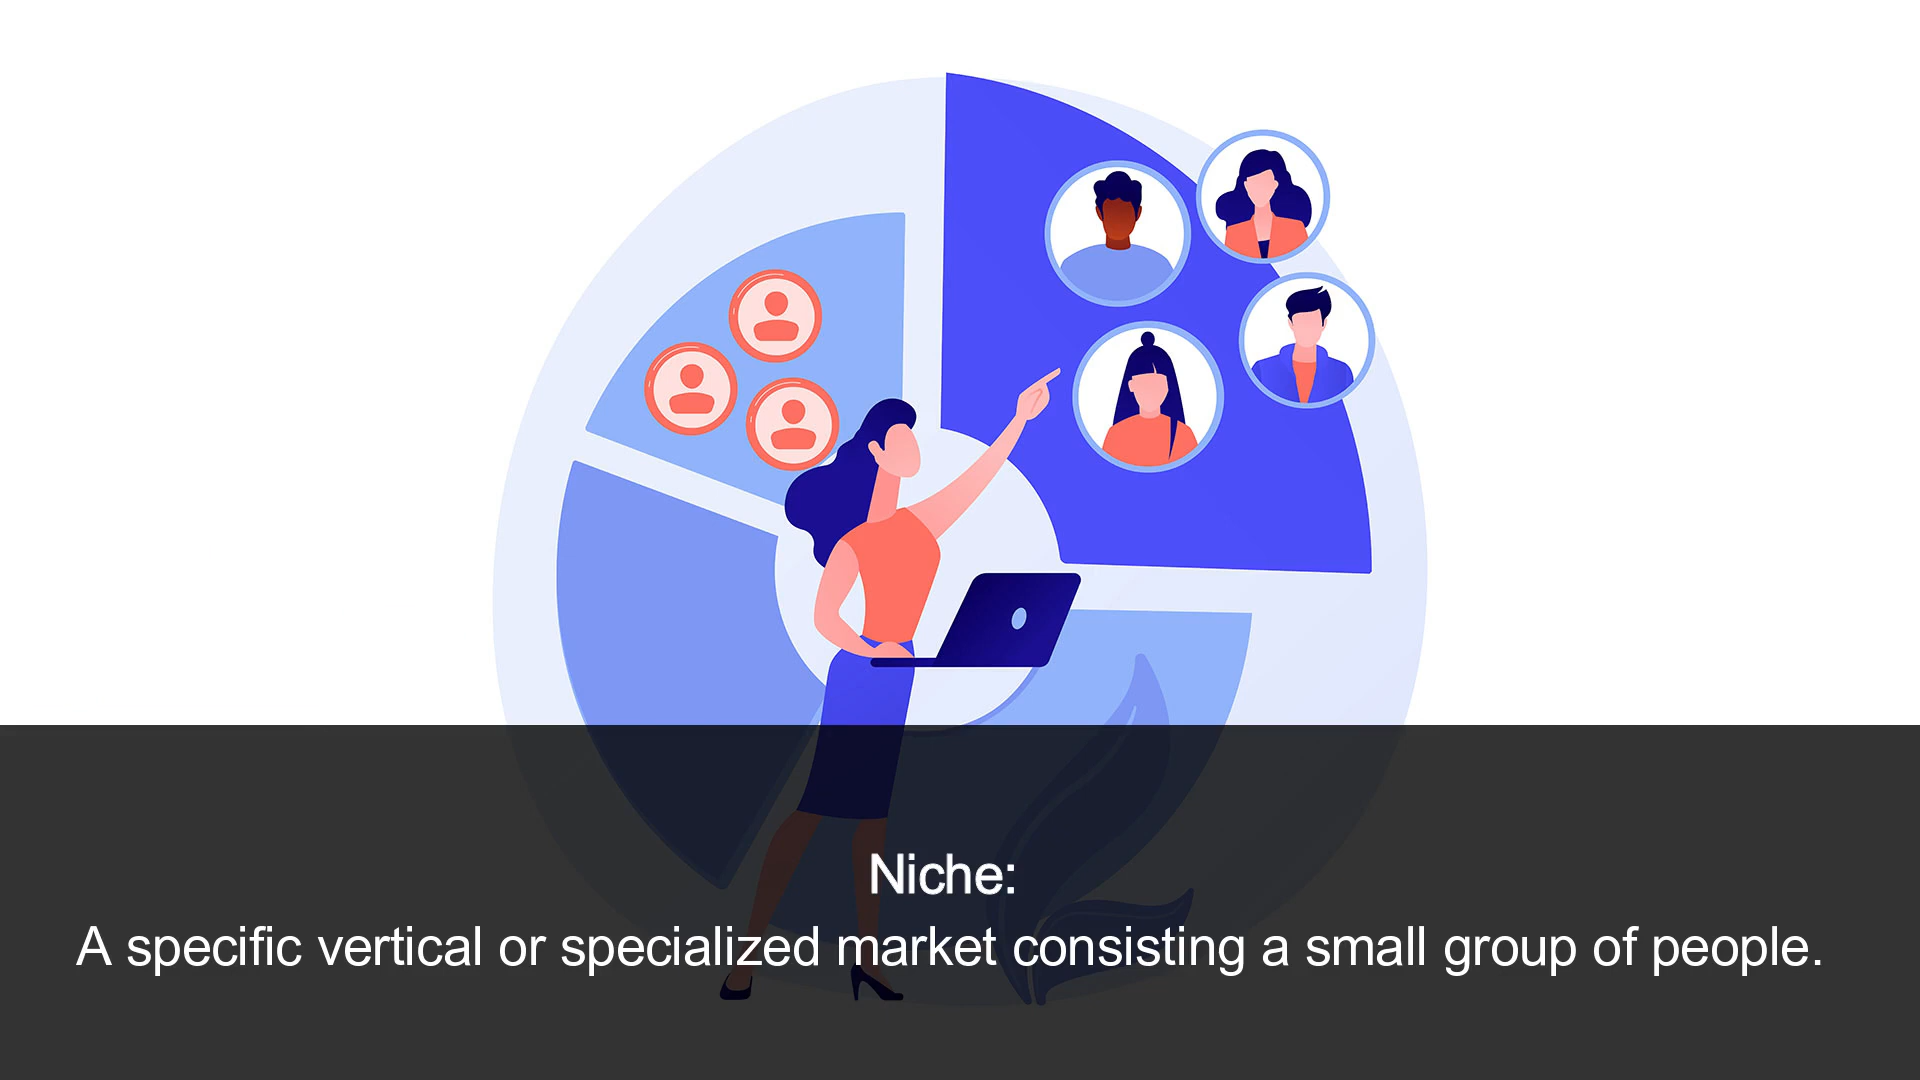 Niche:
A specific vertical or specialized market consisting a small group of people.